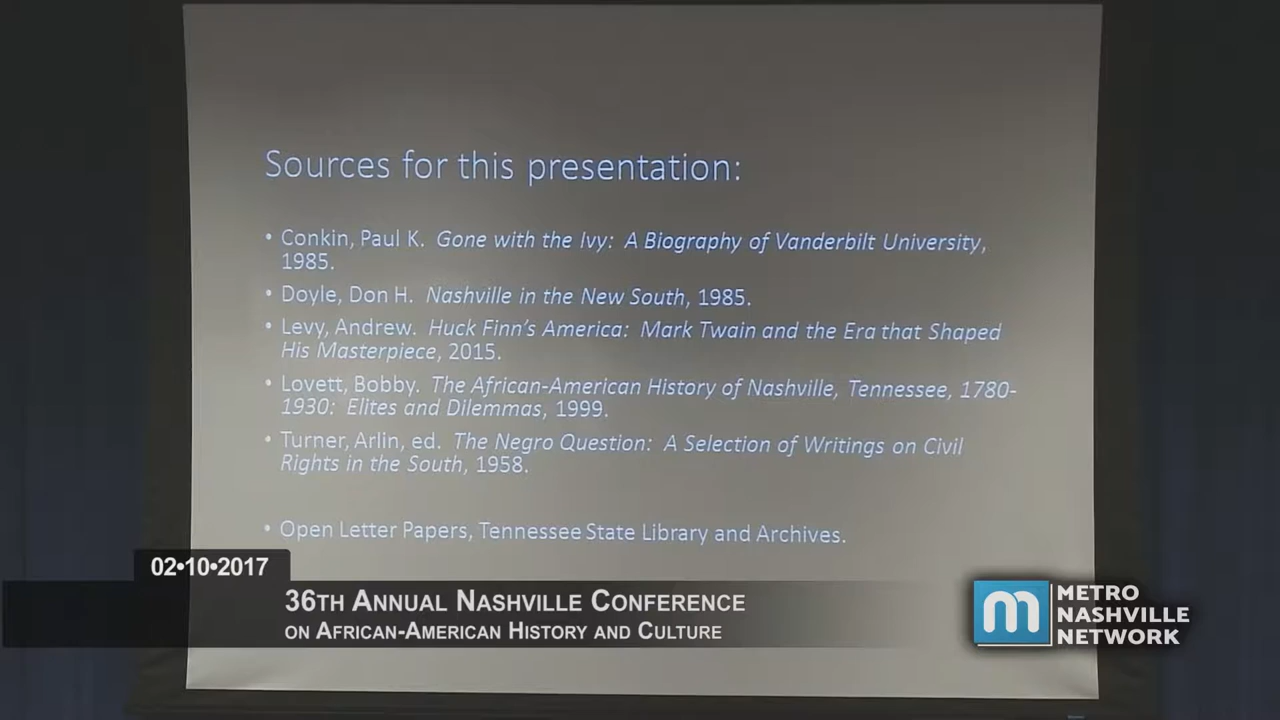 Sources for this presentation:
• Conkin, Paul K. Gone with the Ivy: A Biography of Vanderbilt University,
1985.
• Doyle, Don H. Nashville in the New South, 1985.
• Levy, Andrew. Huck Finn's America: Mark Twain and the Era that Shaped
His Masterpiece, 2015.
• Lovett, Bobby. The African-American History of Nashville, Tennessee, 1780-
1930: Elites and Dilemmas, 1999.
• Turner, Arlin, ed. The Negro Question: A Selection of Writings on Civil
Rights in the South, 1958.
• Open Letter Papers, Tennessee State Library and Archives.
02•10•2017
36TH ANNUAL NASHVILLE CONFERENCE
ON AFRICAN-AMERICAN HISTORY AND CULTURE
m METRO
NASHVILLE
NETWORK